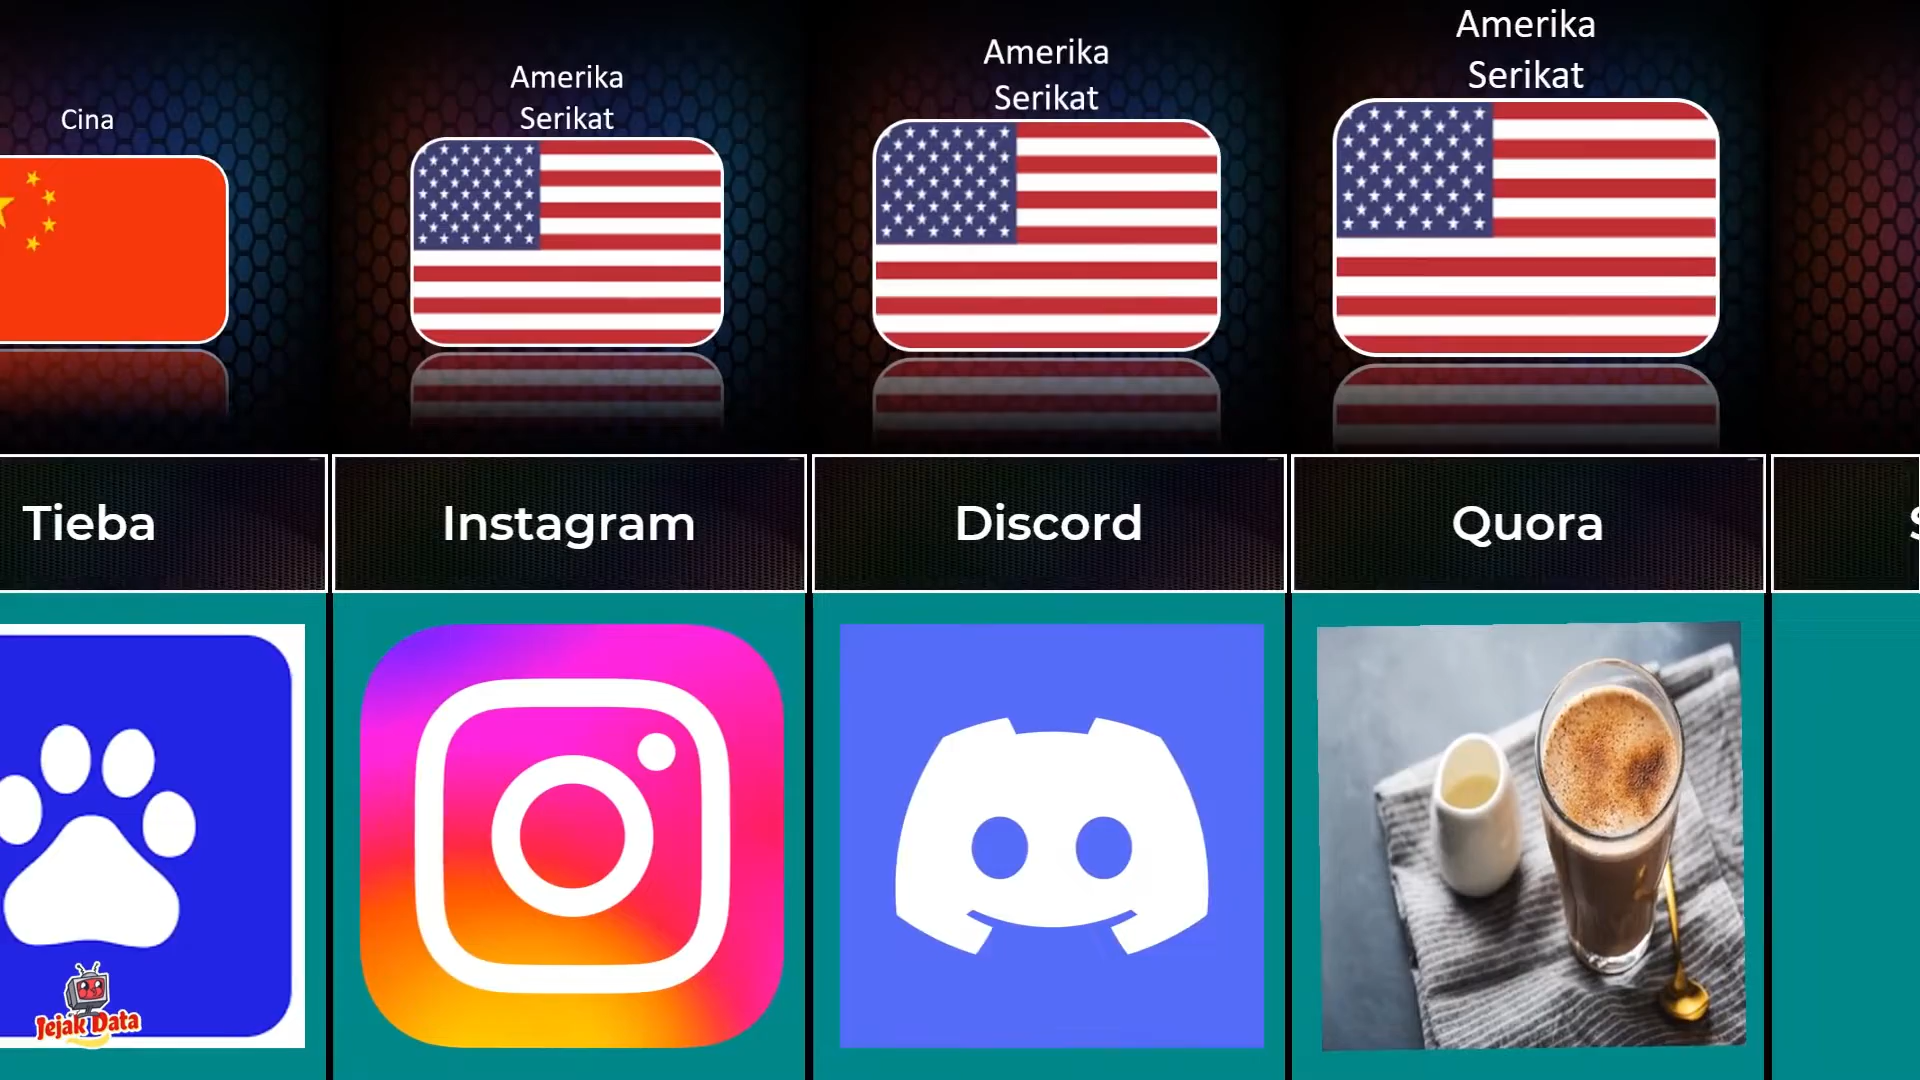 Cina
Amerika
Serikat
Amerika
Serikat
Amerika
Serikat
Tieba
Instagram
Discord
Quora
Jejak Data